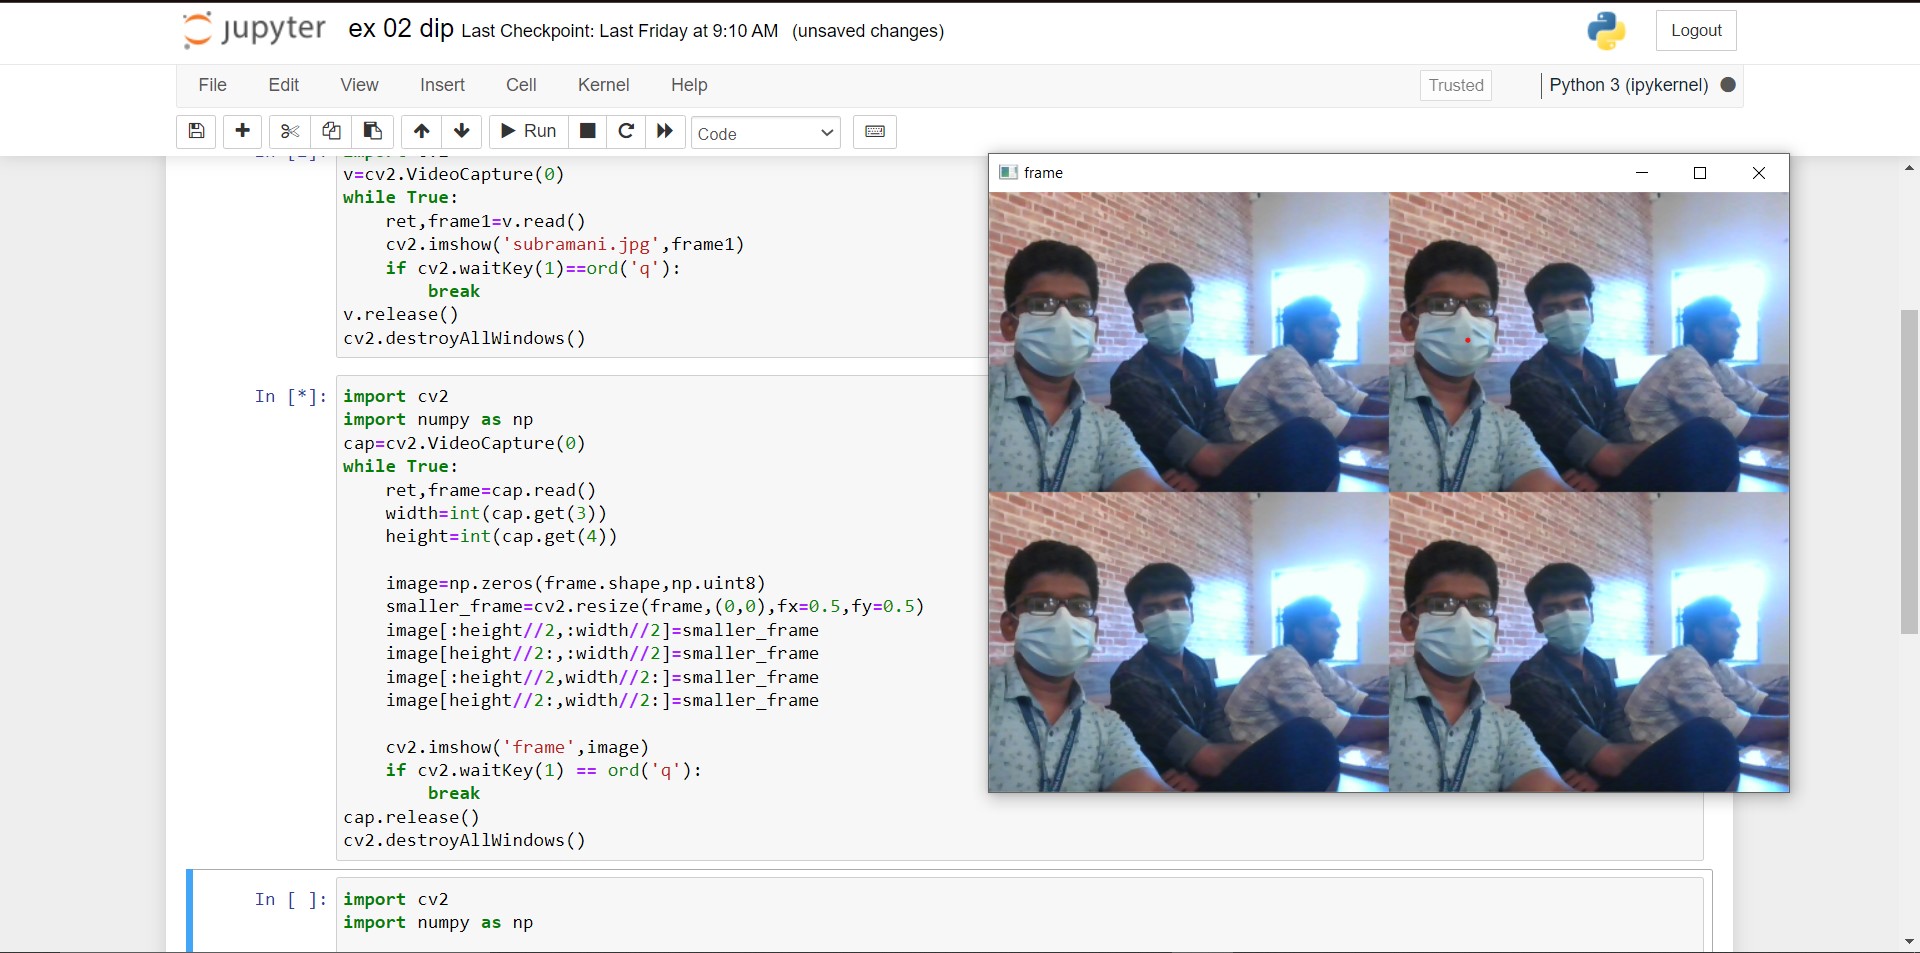 jupyter ex 02 dip Last Checkpoint: Last Friday at 9:10 AM (unsaved changes) Logout
File Edit View Insert Cell Kernel Help Trusted Python 3 (ipykernel)
Run Code
v=cv2.VideoCapture(0)
while True:
    ret,frame1=v.read()
    cv2.imshow('subramani.jpg',frame1)
    if cv2.waitKey(1)==ord('q'):
        break
v.release()
cv2.destroyAllWindows()
In [*]: import cv2
import numpy as np
cap=cv2.VideoCapture(0)
while True:
    ret,frame=cap.read()
    width=int(cap.get(3))
    height=int(cap.get(4))
    image=np.zeros(frame.shape,np.uint8)
    smaller_frame=cv2.resize(frame,(0,0),fx=0.5,fy=0.5)
    image[:height//2,:width//2]=smaller_frame
    image[height//2:,:width//2]=smaller_frame
    image[:height//2,width//2:]=smaller_frame
    image[height//2:,width//2:]=smaller_frame
    cv2.imshow('frame',image)
    if cv2.waitKey(1) == ord('q'):
        break
cap.release()
cv2.destroyAllWindows()
In [ ]: import cv2
import numpy as np
frame